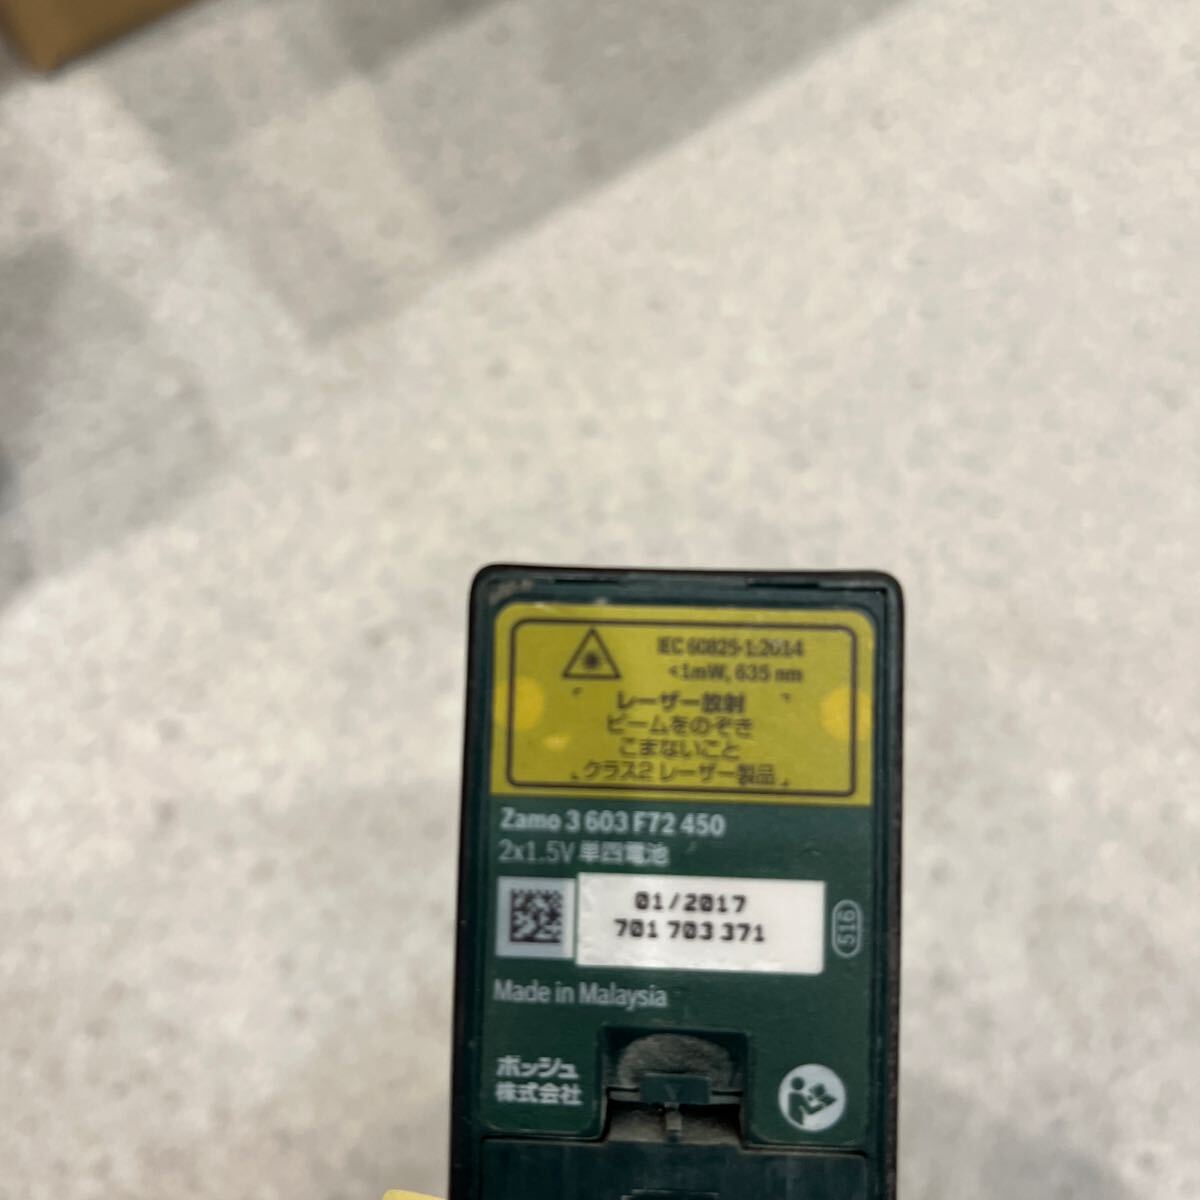 IEC 60825-1:2014
<1mW, 635 nm
レーザー放射
ビームをのぞき
こまないこと
クラス2 レーザー製品
Zamo 3 603 F72 450
2x1.5V 単四電池
01/2017
701 703 371
516
Made in Malaysia
ボッシュ
株式会社